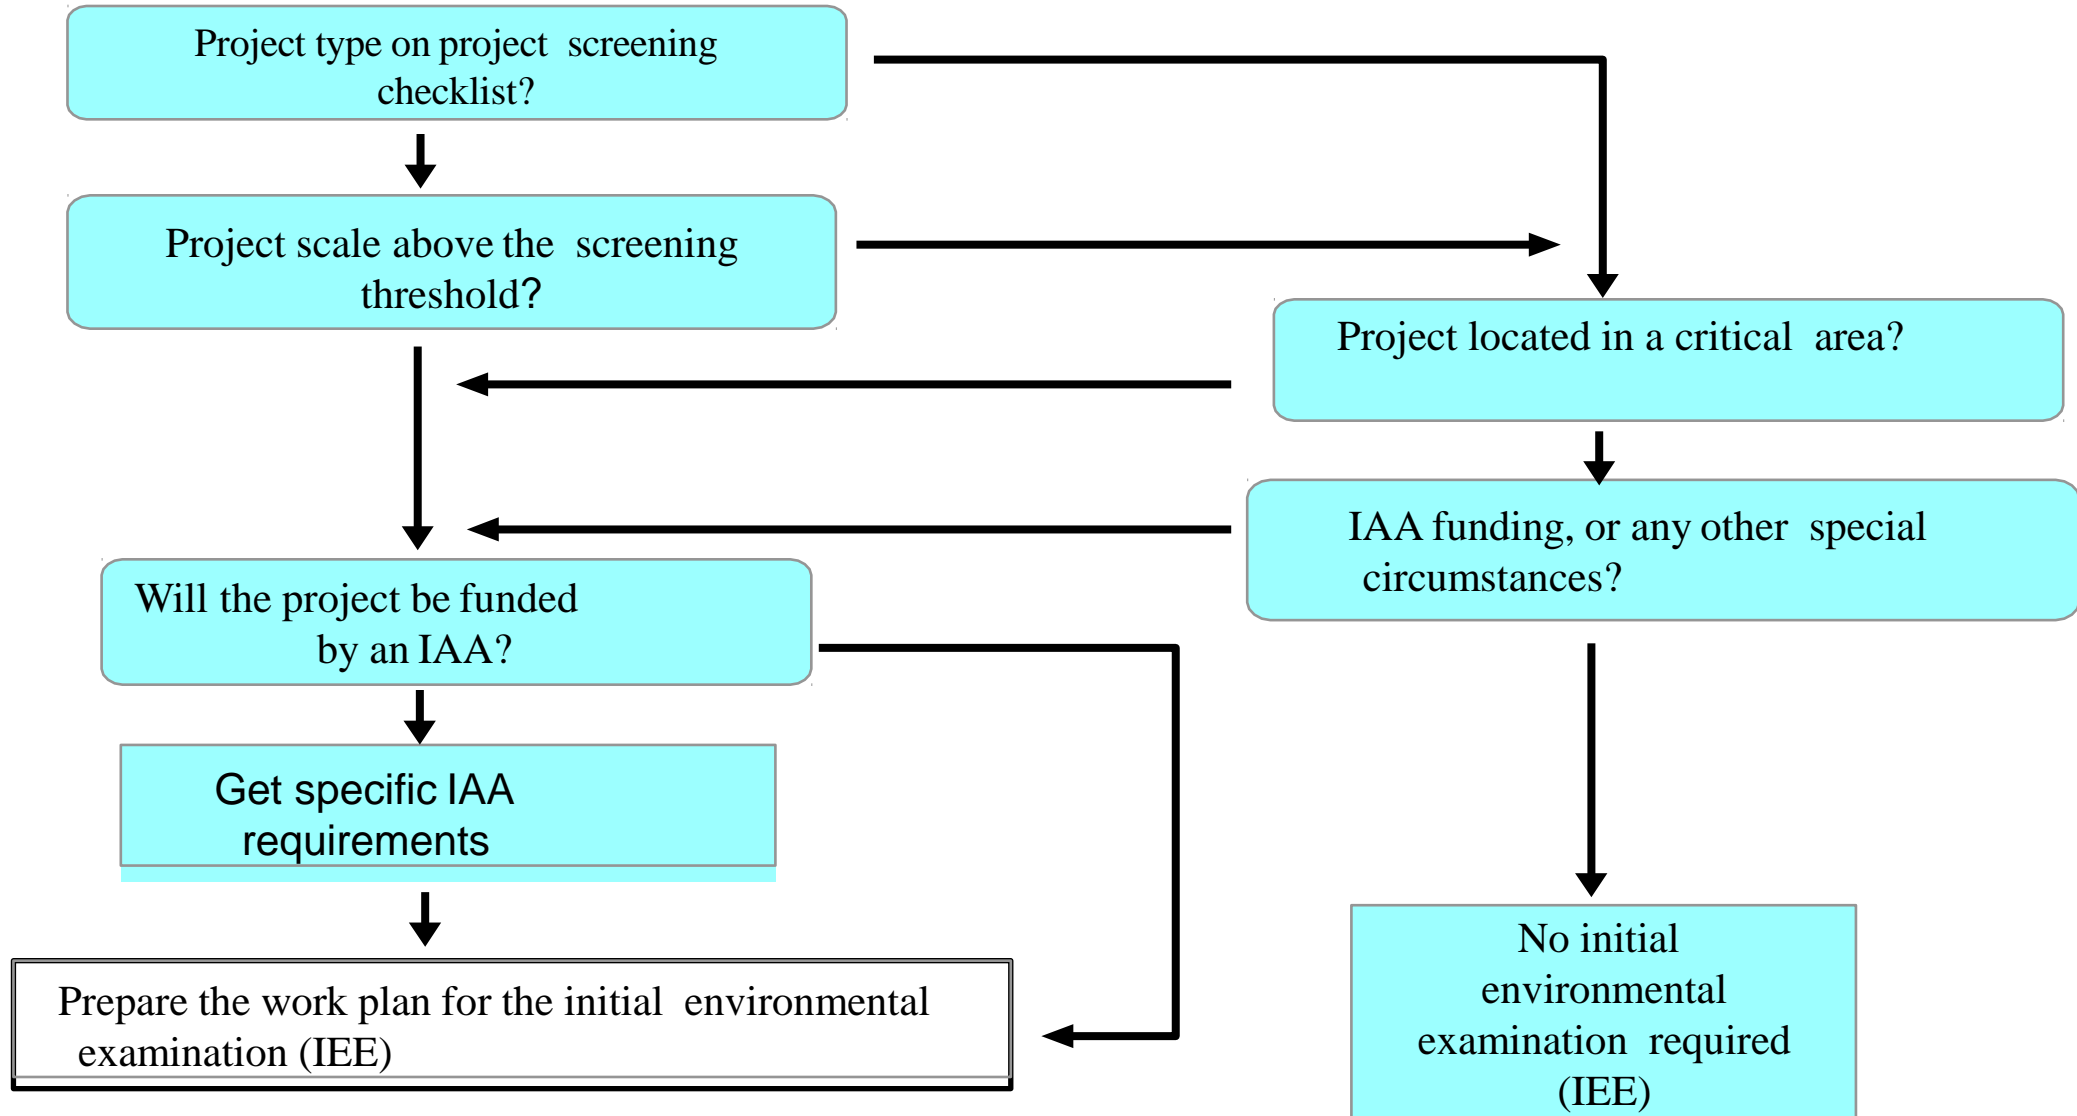 Project type on project screening
checklist?
Project scale above the screening
threshold?
Project located in a critical area?
IAA funding, or any other special
circumstances?
Will the project be funded
by an IAA?
Get specific IAA
requirements
Prepare the work plan for the initial environmental
examination (IEE)
No initial
environmental
examination required
(IEE)